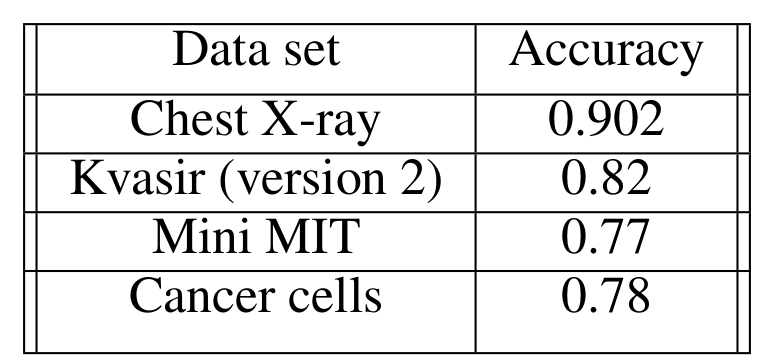 Data set Accuracy
Chest X-ray 0.902
Kvasir (version 2) 0.82
Mini MIT 0.77
Cancer cells 0.78